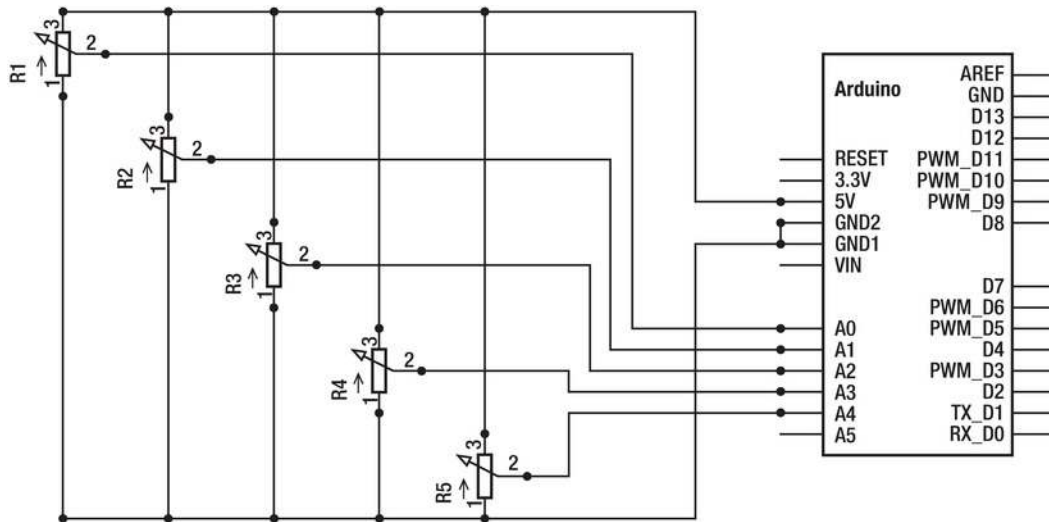 3
2
R1
1
3
2
R2
1
3
2
R3
1
3
2
R4
1
3
2
R5
1
Arduino
RESET
3.3V
5V
GND2
GND1
VIN
A0
A1
A2
A3
A4
A5
AREF
GND
D13
D12
PWM_D11
PWM_D10
PWM_D9
D8
D7
PWM_D6
PWM_D5
D4
PWM_D3
D2
TX_D1
RX_D0